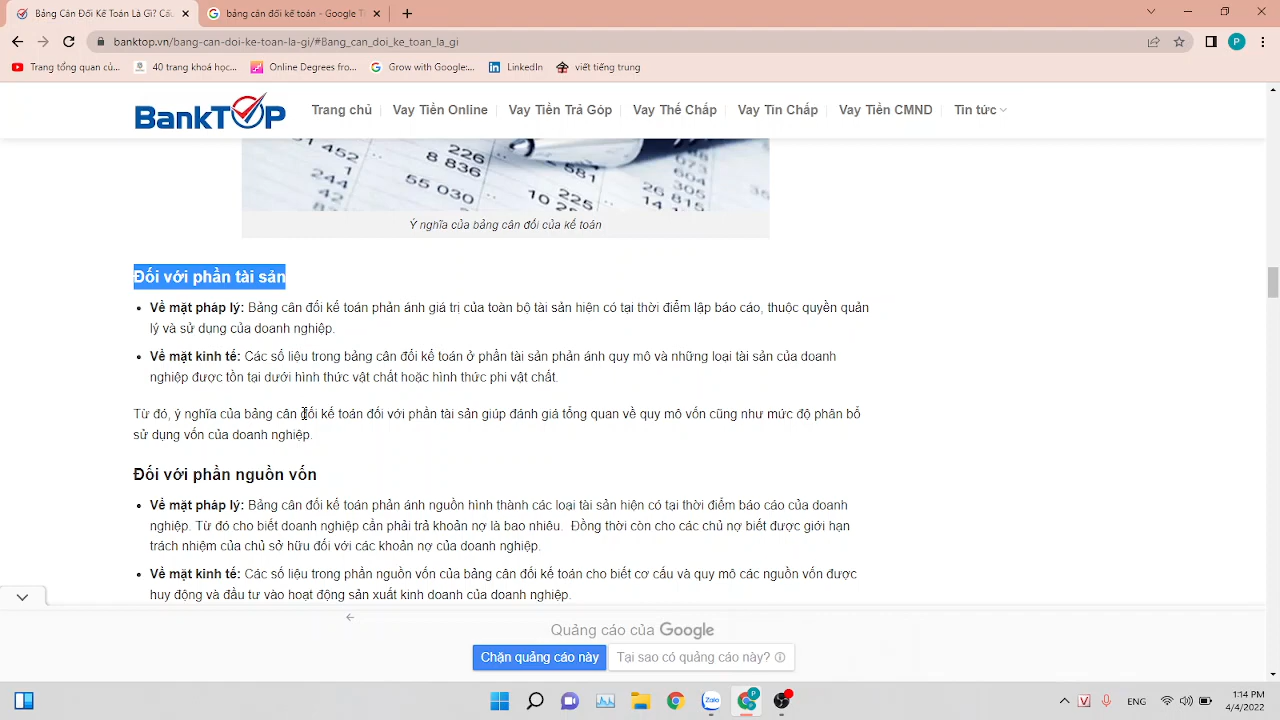 Bảng Cân Đối Kế Toán Là Gì? Cấ
bảng cân đối kế toán - Google T
banktop.vn/bang-can-doi-ke-toan-la-gi/#Bang_can_doi_ke_toan_la_gi
P
Trang tổng quan củ...
40 trang khoá học...
Online Degrees fro...
Grow with Google:...
LinkedIn
viết tiếng trung
BankTOP
Trang chủ
Vay Tiền Online
Vay Tiền Trả Góp
Vay Thế Chấp
Vay Tín Chấp
Vay Tiền CMND
Tin tức
Ý nghĩa của bảng cân đối của kế toán
Đối với phần tài sản
• Về mặt pháp lý: Bảng cân đối kế toán phản ánh giá trị của toàn bộ tài sản hiện có tại thời điểm lập báo cáo, thuộc quyền quản
lý và sử dụng của doanh nghiệp.
• Về mặt kinh tế: Các số liệu trong bảng cân đối kế toán ở phần tài sản phản ánh quy mô và những loại tài sản của doanh
nghiệp được tồn tại dưới hình thức vật chất hoặc hình thức phi vật chất.
Từ đó, ý nghĩa của bảng cân đối kế toán đối với phần tài sản giúp đánh giá tổng quan về quy mô vốn cũng như mức độ phân bổ
sử dụng vốn của doanh nghiệp.
Đối với phần nguồn vốn
• Về mặt pháp lý: Bảng cân đối kế toán phản ánh nguồn hình thành các loại tài sản hiện có tại thời điểm báo cáo của doanh
nghiệp. Từ đó cho biết doanh nghiệp cần phải trả khoản nợ là bao nhiêu. Đồng thời còn cho các chủ nợ biết được giới hạn
trách nhiệm của chủ sở hữu đối với các khoản nợ của doanh nghiệp.
• Về mặt kinh tế: Các số liệu trong phần nguồn vốn của bảng cân đối kế toán cho biết cơ cấu và quy mô các nguồn vốn được
huy động và đầu tư vào hoạt động sản xuất kinh doanh của doanh nghiệp.
Quảng cáo của Google
Chặn quảng cáo này
Tại sao có quảng cáo này?
Zalo
P
V
ENG
1:14 PM
4/4/2022